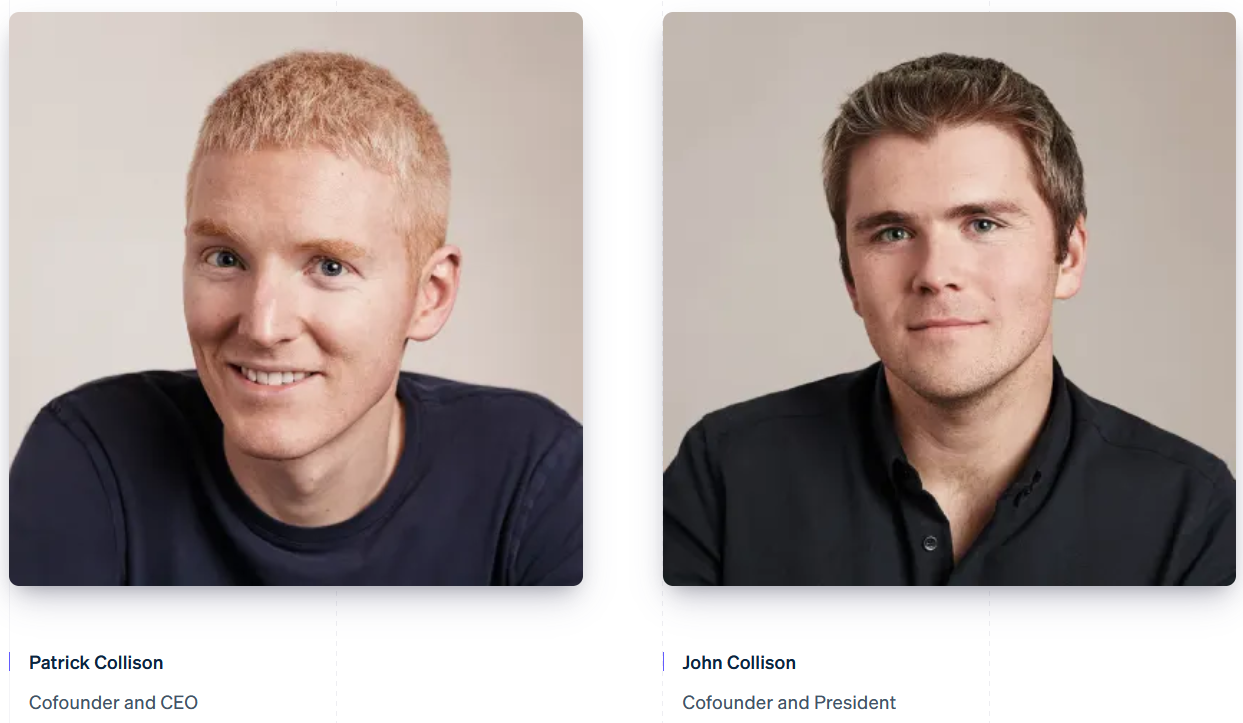 Patrick Collison
Cofounder and CEO
John Collison
Cofounder and President